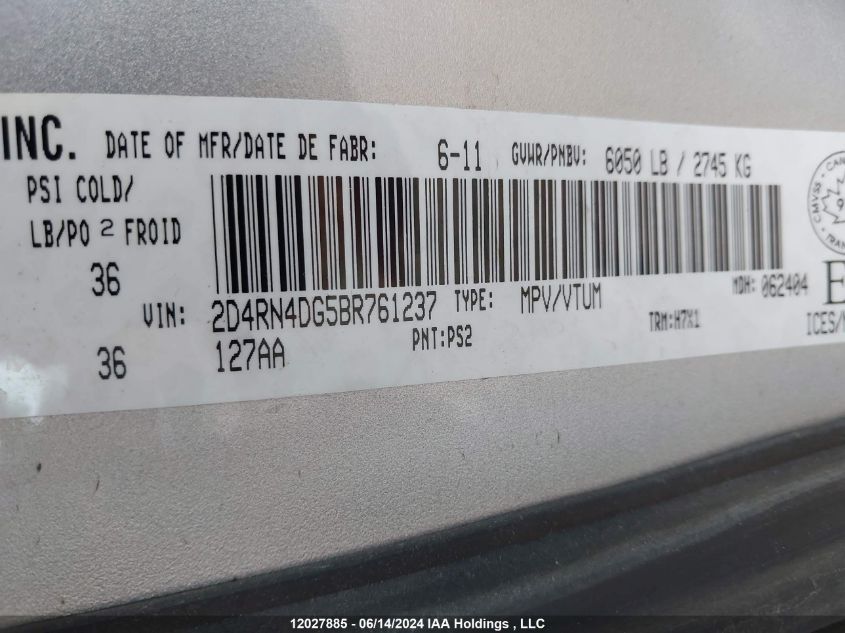 INC. DATE OF MFR/DATE DE FABR: 6-11 GVWR/PNBV: 6050 LB / 2745 KG
PSI COLD/
LB/PO 2 FROID
36
MDH: 062404
VIN: 2D4RN4DG5BR761237 TYPE: MPV/VTUM
36 127AA PNT:PS2 TRM:H7X1
CMVSS
ICES/
12027885 - 06/14/2024 IAA Holdings , LLC